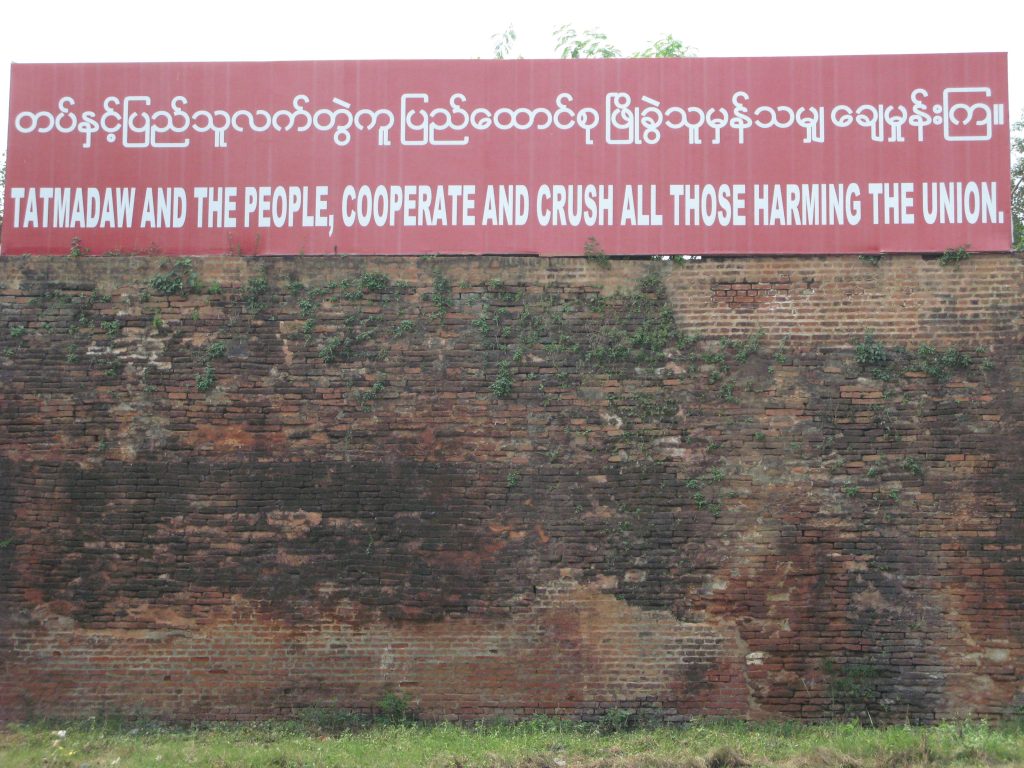 တပ်နှင့်ပြည်သူလက်တွဲကူ ပြည်ထောင်စု ဖြိုခွဲသူမှန်သမျှ ချေမှုန်းကြ။
TATMADAW AND THE PEOPLE, COOPERATE AND CRUSH ALL THOSE HARMING THE UNION.